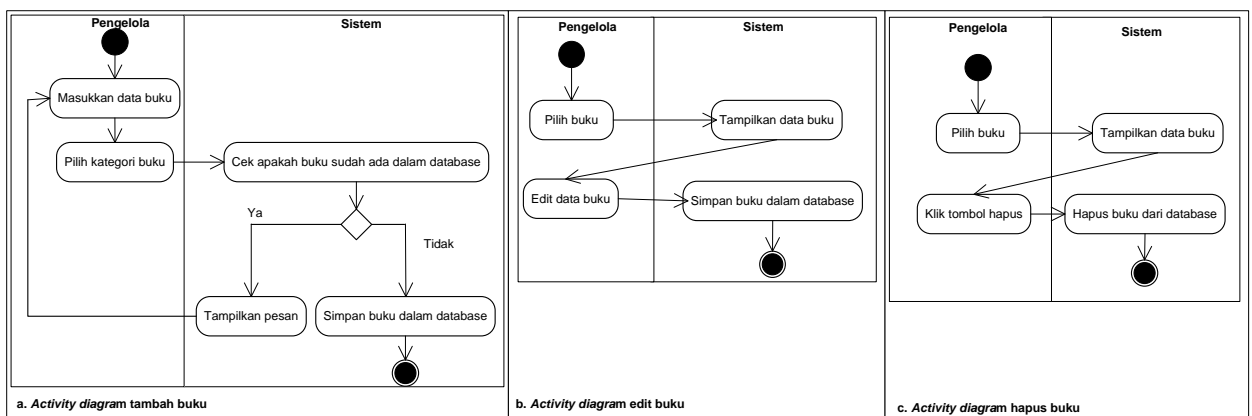 Pengelola
Sistem
Masukkan data buku
Pilih kategori buku
Cek apakah buku sudah ada dalam database
Ya
Tidak
Tampilkan pesan
Simpan buku dalam database
a. Activity diagram tambah buku
Pengelola
Sistem
Pilih buku
Tampilkan data buku
Edit data buku
Simpan buku dalam database
b. Activity diagram edit buku
Pengelola
Sistem
Pilih buku
Tampilkan data buku
Klik tombol hapus
Hapus buku dari database
c. Activity diagram hapus buku